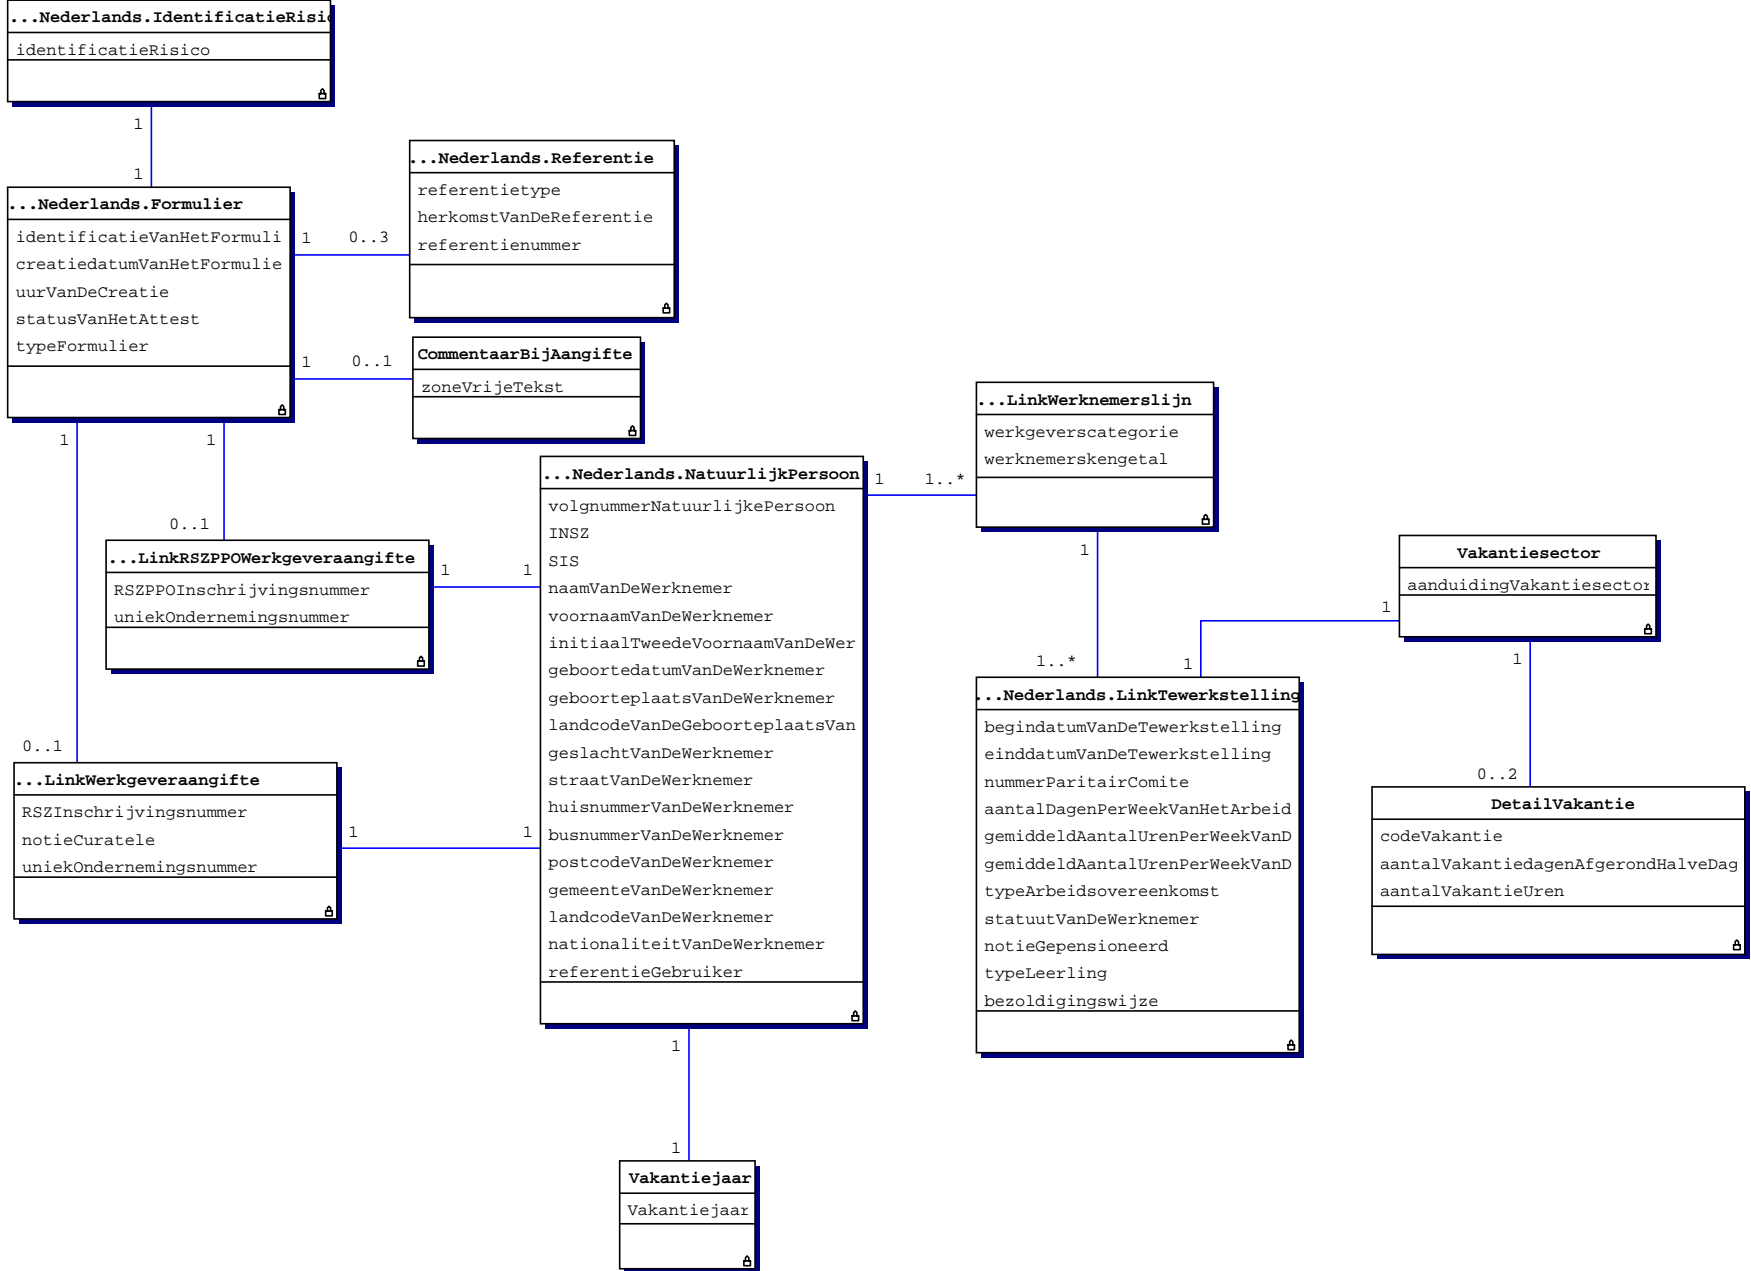 ...Nederlands.IdentificatieRisic
identificatieRisico
1
1
...Nederlands.Formulier
identificatieVanHetFormuli
creatiedatumVanHetFormulie
uurVanDeCreatie
statusVanHetAttest
typeFormulier
1 0..3
...Nederlands.Referentie
referentietype
herkomstVanDeReferentie
referentienummer
1 0..1
CommentaarBijAangifte
zoneVrijeTekst
1
1
0..1
...LinkRSZPPOWerkgeveraangifte
RSZPPOInschrijvingsnummer
uniekOndernemingsnummer
1 1
0..1
...LinkWerkgeveraangifte
RSZInschrijvingsnummer
notieCuratele
uniekOndernemingsnummer
1 1
...Nederlands.NatuurlijkPersoon
volgnummerNatuurlijkePersoon
INSZ
SIS
naamVanDeWerknemer
voornaamVanDeWerknemer
initiaalTweedeVoornaamVanDeWer
geboortedatumVanDeWerknemer
geboorteplaatsVanDeWerknemer
landcodeVanDeGeboorteplaatsVan
geslachtVanDeWerknemer
straatVanDeWerknemer
huisnummerVanDeWerknemer
busnummerVanDeWerknemer
postcodeVanDeWerknemer
gemeenteVanDeWerknemer
landcodeVanDeWerknemer
nationaliteitVanDeWerknemer
referentieGebruiker
1
1
Vakantiejaar
Vakantiejaar
1 1..*
...LinkWerknemerslijn
werkgeverscategorie
werknemerskengetal
1
1..*
...Nederlands.LinkTewerkstelling
begindatumVanDeTewerkstelling
einddatumVanDeTewerkstelling
nummerParitairComite
aantalDagenPerWeekVanHetArbeid
gemiddeldAantalUrenPerWeekVanD
gemiddeldAantalUrenPerWeekVanD
typeArbeidsovereenkomst
statuutVanDeWerknemer
notieGepensioneerd
typeLeerling
bezoldigingswijze
1
1
Vakantiesector
aanduidingVakantiesector
1
0..2
DetailVakantie
codeVakantie
aantalVakantiedagenAfgerondHalveDag
aantalVakantieUren